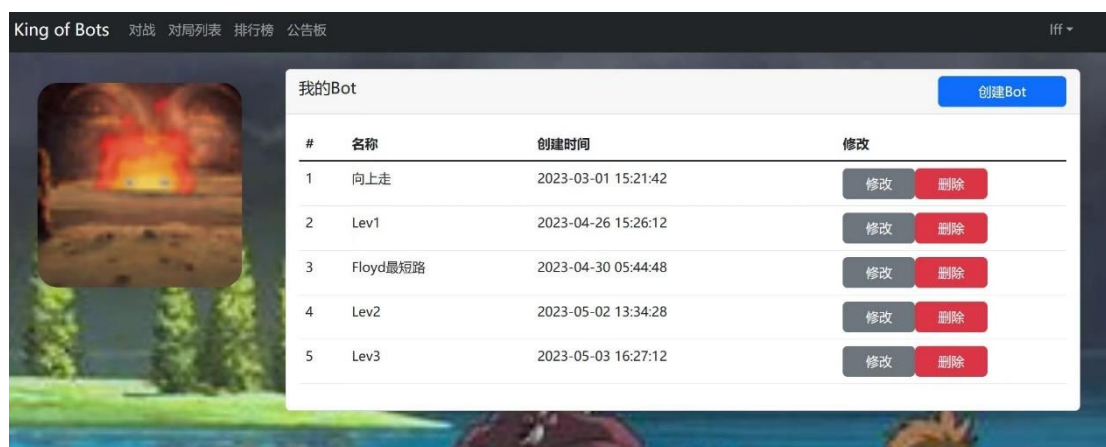 King of Bots 对战 对局列表 排行榜 公告板 lff
我的Bot 创建Bot
# 名称 创建时间 修改
1 向上走 2023-03-01 15:21:42 修改 删除
2 Lev1 2023-04-26 15:26:12 修改 删除
3 Floyd最短路 2023-04-30 05:44:48 修改 删除
4 Lev2 2023-05-02 13:34:28 修改 删除
5 Lev3 2023-05-03 16:27:12 修改 删除